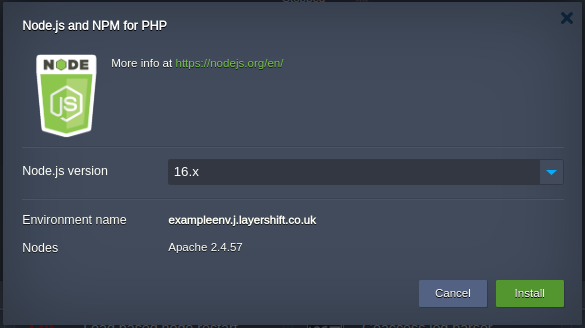 Node.js and NPM for PHP
NODE
JS
More info at https://nodejs.org/en/
Node.js version
16.x
Environment name
exampleenv.j.layershift.co.uk
Nodes
Apache 2.4.57
Cancel
Install